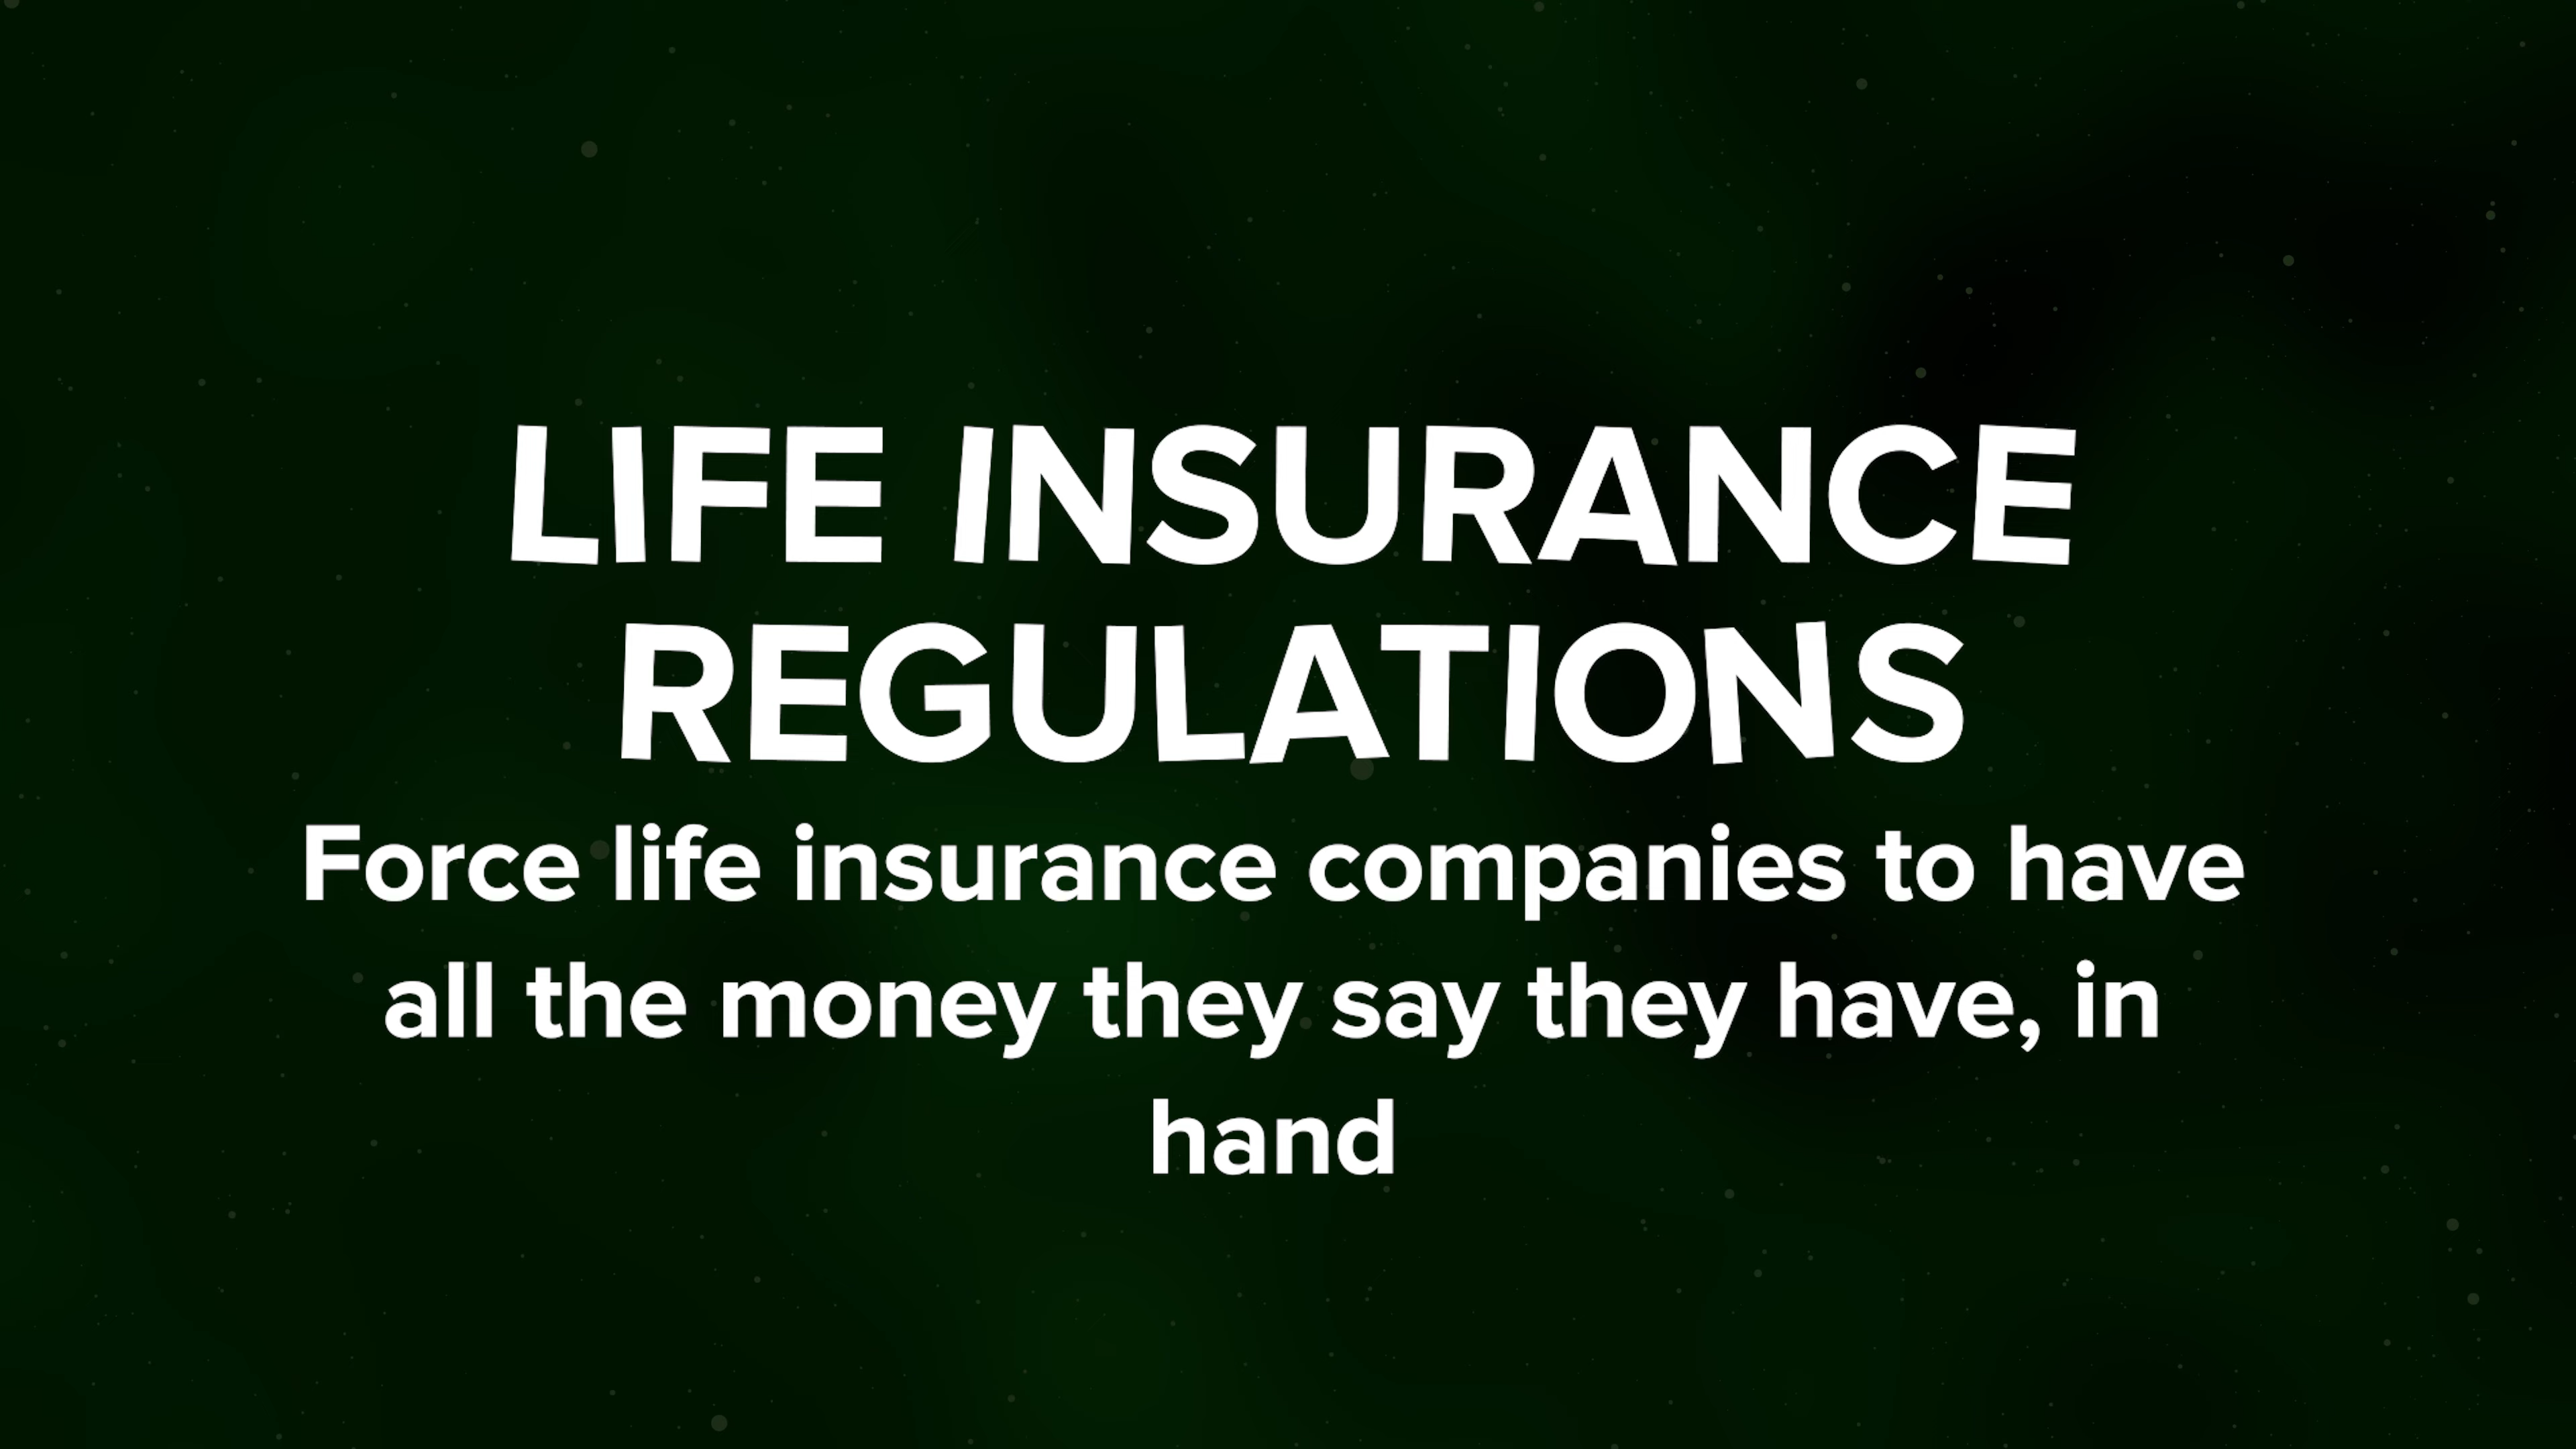 LIFE INSURANCE
REGULATIONS
Force life insurance companies to have
all the money they say they have, in
hand